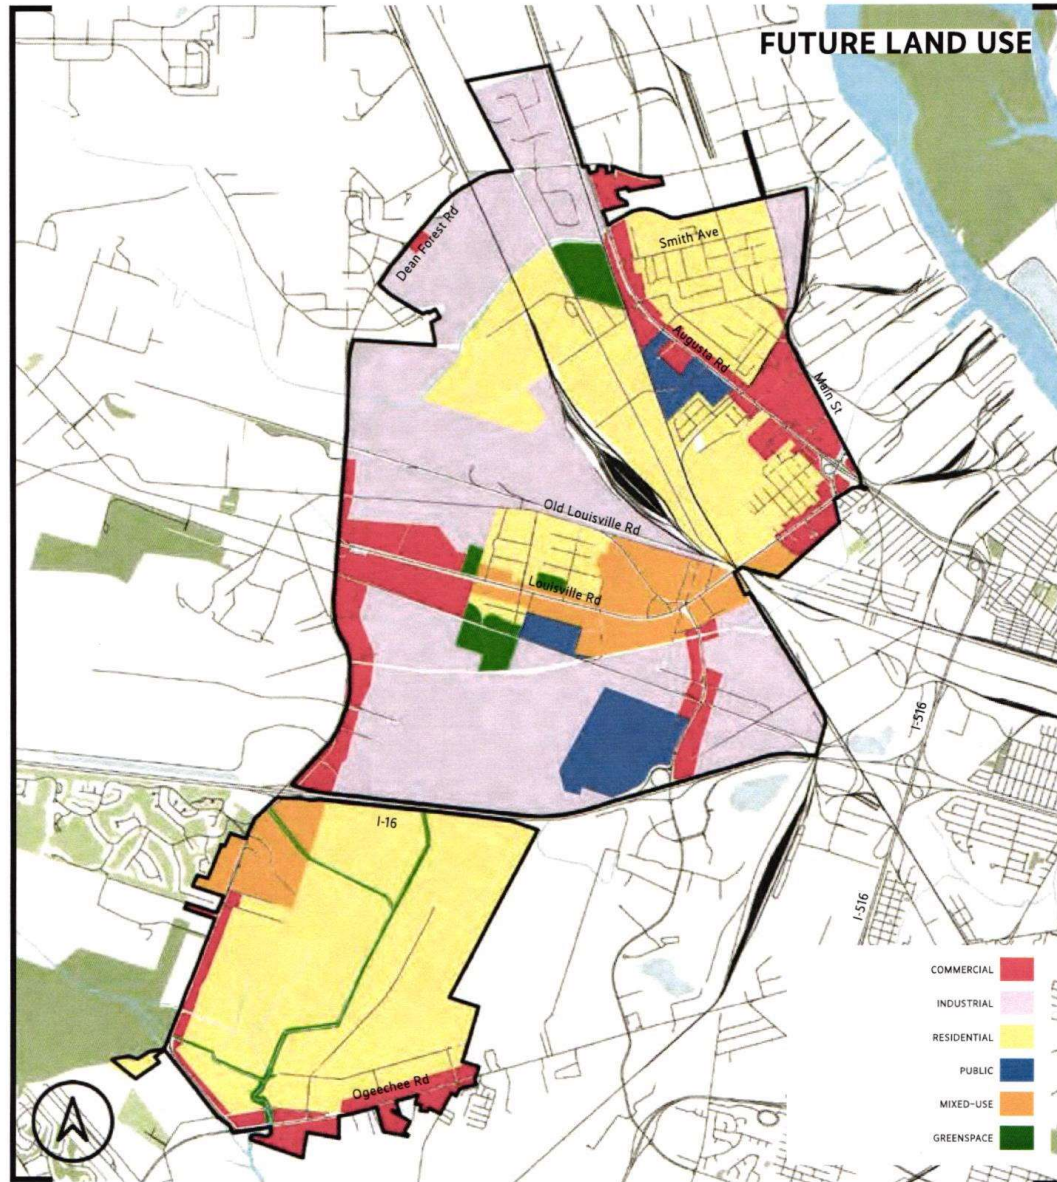 FUTURE LAND USE
Dean Forest Rd
Smith Ave
Augusta Rd
Main St
Old Louisville Rd
Louisville Rd
I-516
I-16
I-516
Ogeechee Rd
COMMERCIAL
INDUSTRIAL
RESIDENTIAL
PUBLIC
MIXED-USE
GREENSPACE